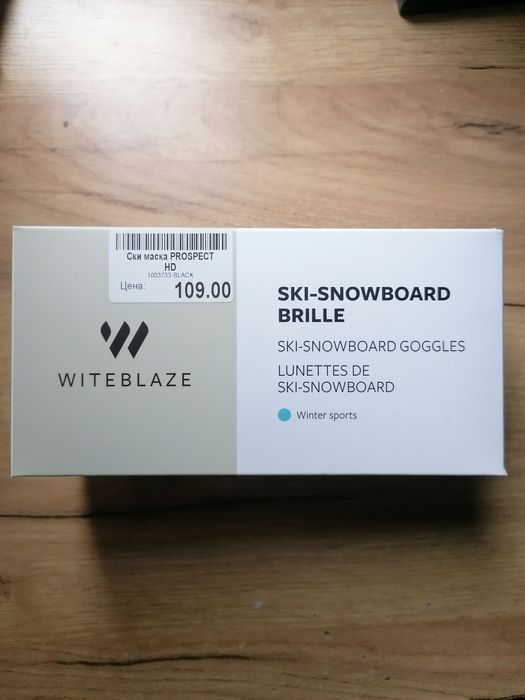 Ски маска PROSPECT
HD
1003733-BLACK
Цена: 109.00
WITEBLAZE
SKI-SNOWBOARD
BRILLE
SKI-SNOWBOARD GOGGLES
LUNETTES DE
SKI-SNOWBOARD
Winter sports